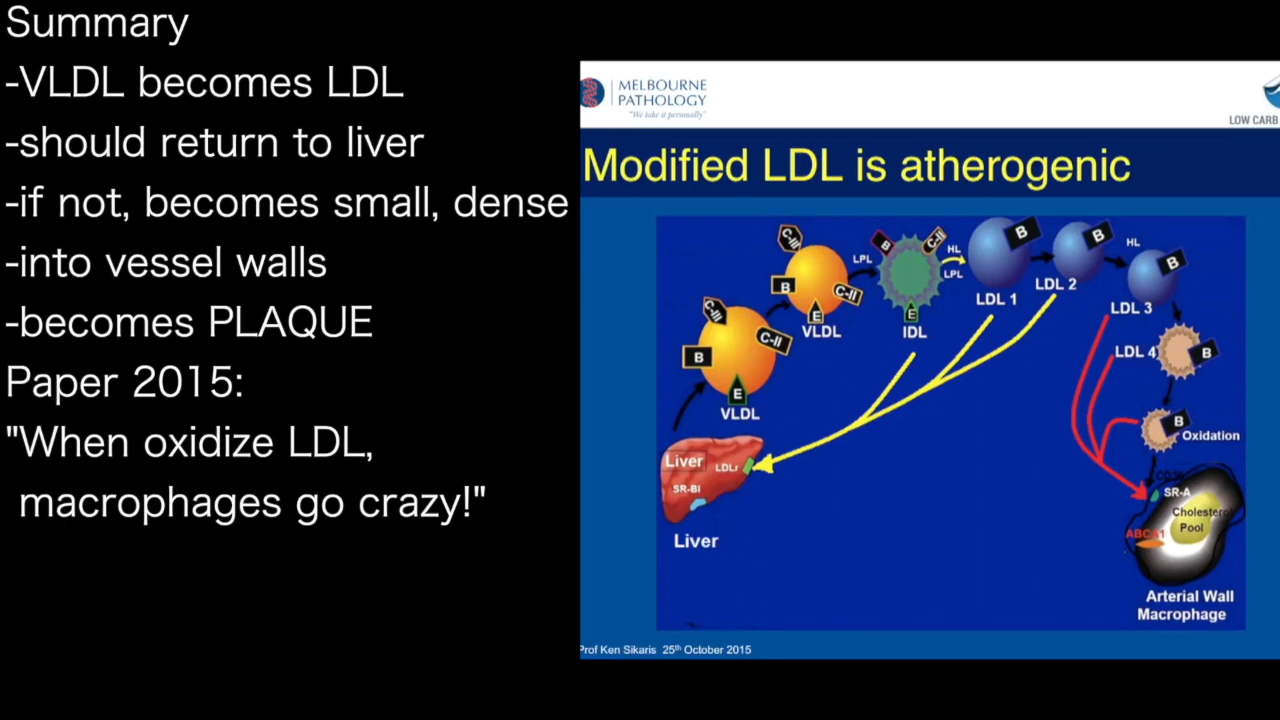 Summary
-VLDL becomes LDL
-should return to liver
-if not, becomes small, dense
-into vessel walls
-becomes PLAQUE
Paper 2015:
"When oxidize LDL,
macrophages go crazy!"
MELBOURNE
PATHOLOGY
"We take it personally"
LOW CARB
Modified LDL is atherogenic
C-III
B
C-II
E
VLDL
C-III
B
C-II
E
VLDL
LPL
B
C-II
E
IDL
HL
LPL
B
LDL 1
B
LDL 2
HL
B
LDL 3
LDL 4
B
B
Oxidation
Liver
LDLr
SR-BI
Liver
SR-A
Cholesterol
Pool
ABCA1
Arterial Wall
Macrophage
Prof Ken Sikaris 25th October 2015